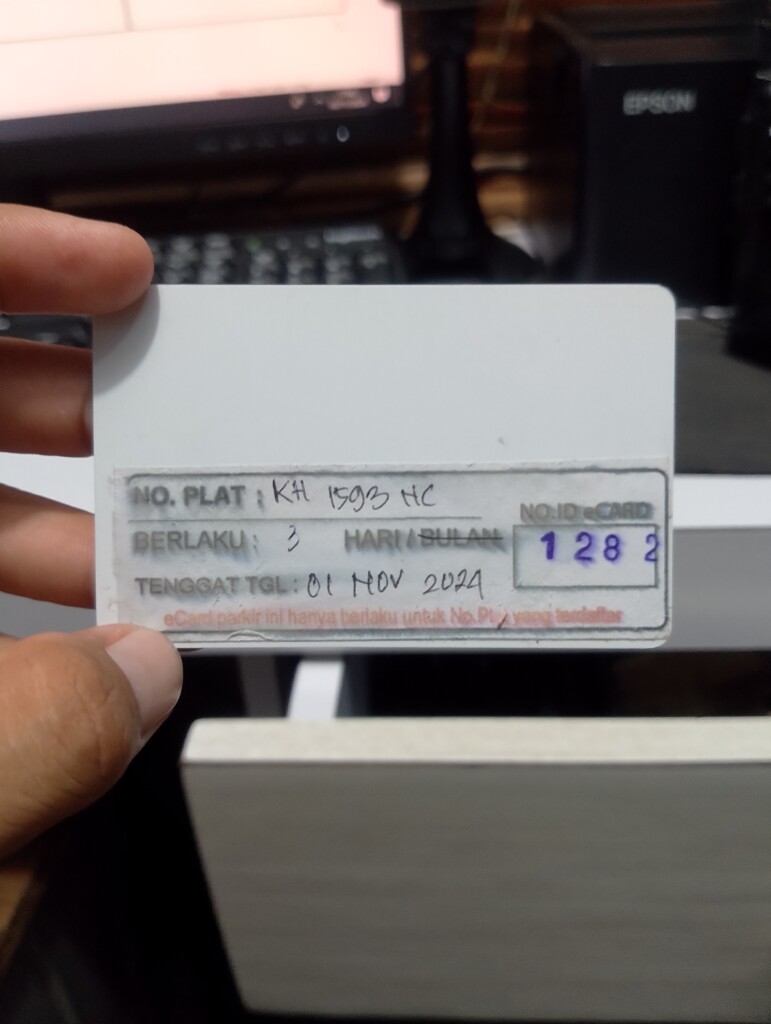 EPSON
NO. PLAT : KH 1593 NC
NO.ID eCARD
BERLAKU : 3 HARI / BULAN
1282
TENGGAT TGL : 01 NOV 2024
eCard parkir ini hanya berlaku untuk No.Plat yang terdaftar